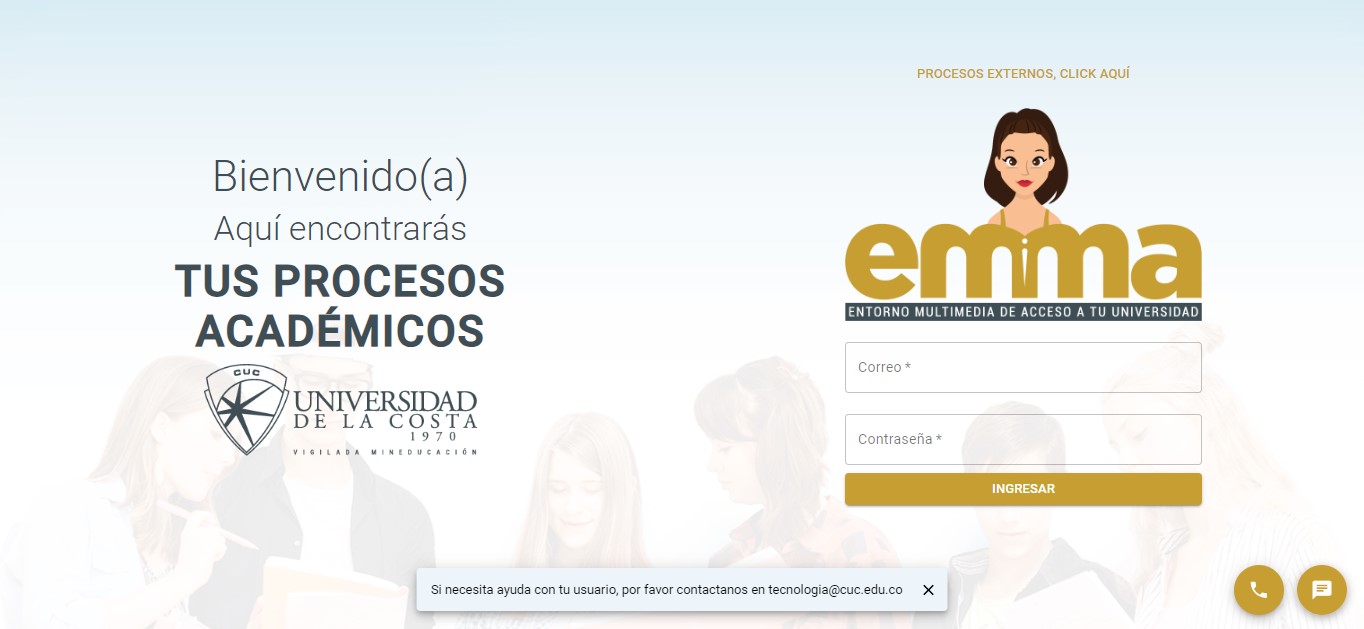 PROCESOS EXTERNOS, CLICK AQUÍ
Bienvenido(a)
Aquí encontrarás
TUS PROCESOS
ACADÉMICOS
CUC
UNIVERSIDAD
DE LA COSTA
1970
VIGILADA MINEDUCACIÓN
emma
ENTORNO MULTIMEDIA DE ACCESO A TU UNIVERSIDAD
Correo *
Contraseña *
INGRESAR
Si necesita ayuda con tu usuario, por favor contactanos en tecnologia@cuc.edu.co